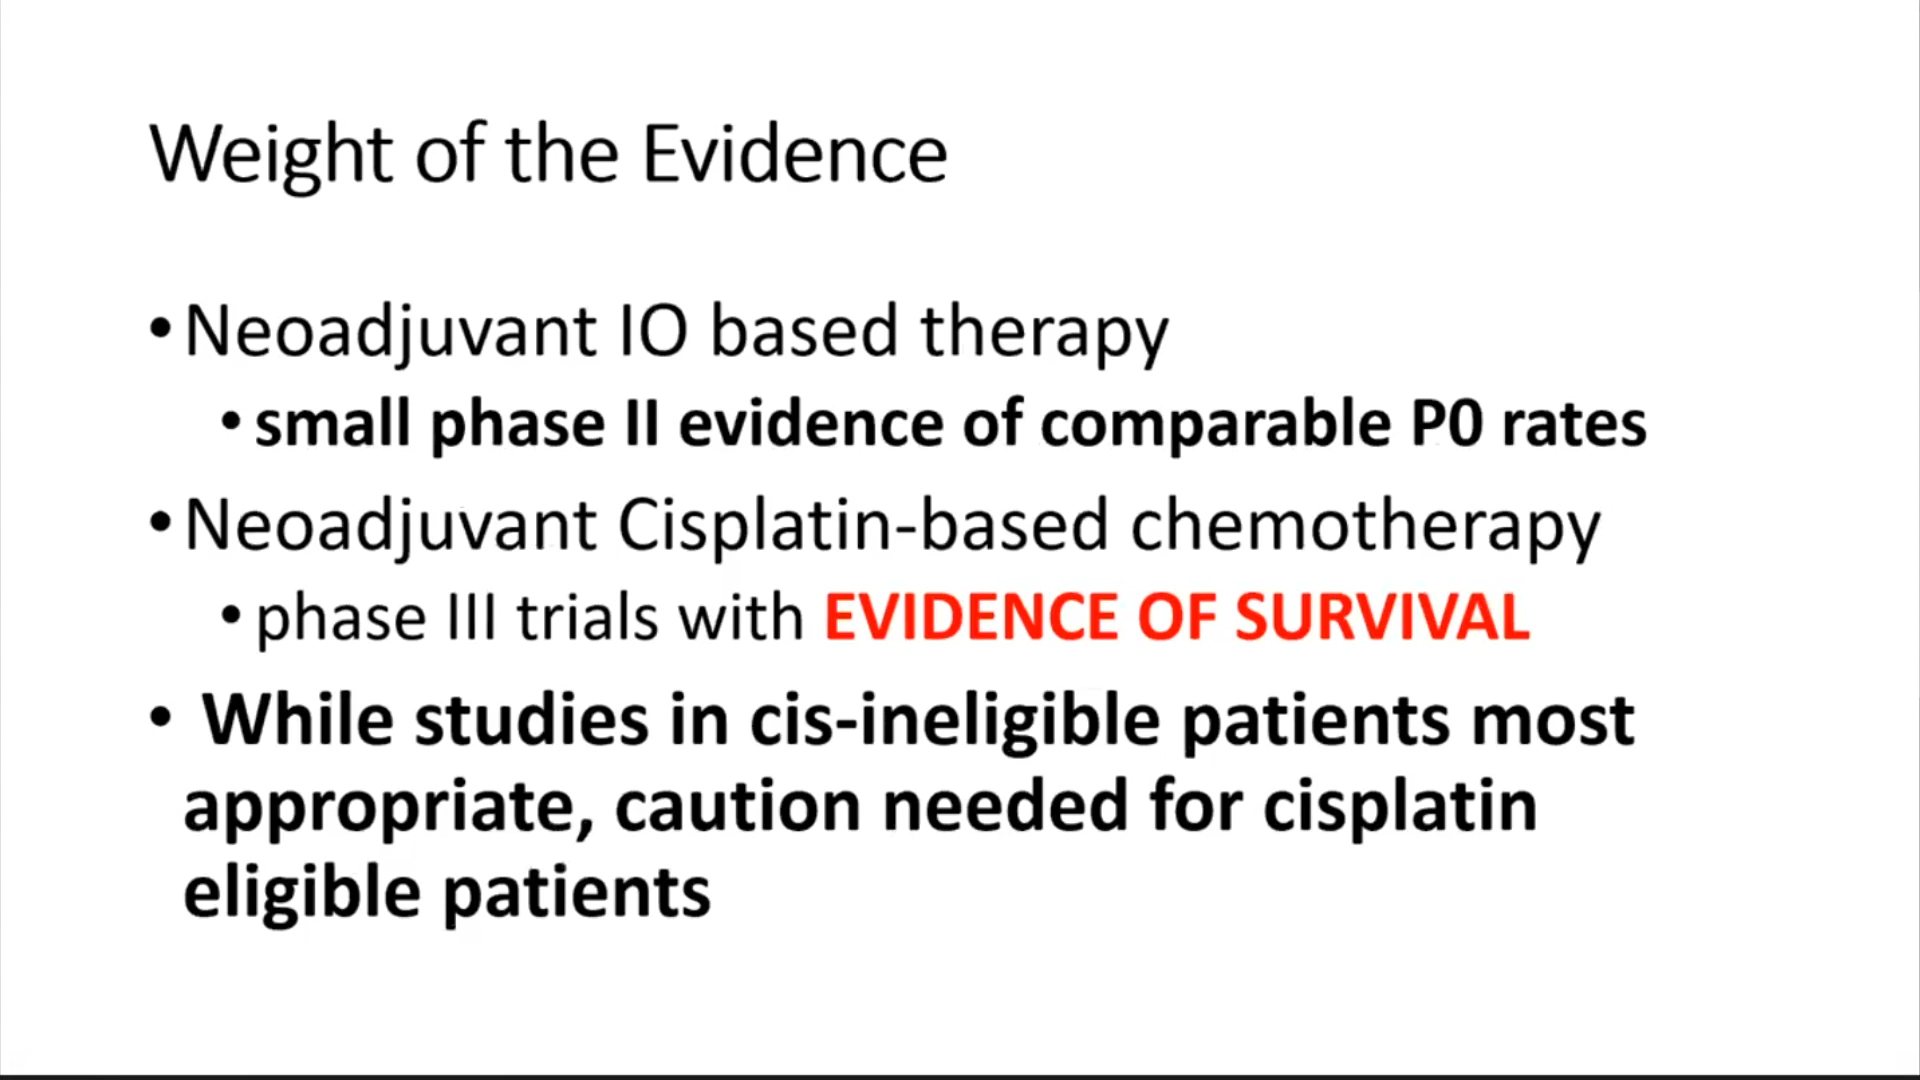 Weight of the Evidence
• Neoadjuvant IO based therapy
• small phase II evidence of comparable P0 rates
• Neoadjuvant Cisplatin-based chemotherapy
• phase III trials with EVIDENCE OF SURVIVAL
• While studies in cis-ineligible patients most
appropriate, caution needed for cisplatin
eligible patients